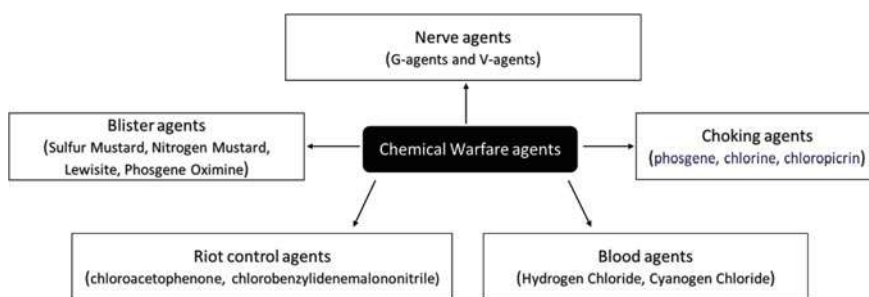 Nerve agents
(G-agents and V-agents)
Blister agents
(Sulfur Mustard, Nitrogen Mustard,
Lewisite, Phosgene Oximine)
Chemical Warfare agents
Choking agents
(phosgene, chlorine, chloropicrin)
Riot control agents
(chloroacetophenone, chlorobenzylidenemalononitrile)
Blood agents
(Hydrogen Chloride, Cyanogen Chloride)